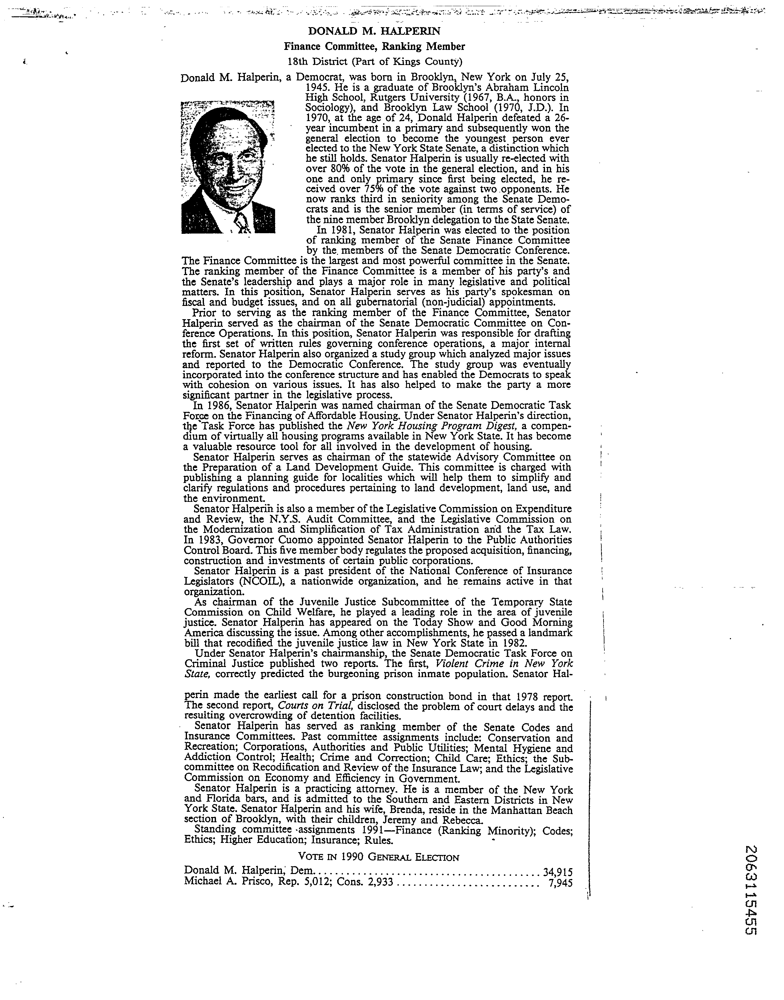 DONALD M. HALPERIN
Finance Committee, Ranking Member
18th District (Part of Kings County)
Donald M. Halperin, a Democrat, was born in Brooklyn, New York on July 25,
1945. He is a graduate of Brooklyn's Abraham Lincoln
High School, Rutgers University (1967, B.A., honors in
Sociology), and Brooklyn Law School (1970, J.D.). In
1970, at the age of 24, Donald Halperin defeated a 26-
year incumbent in a primary and subsequently won the
general election to become the youngest person ever
elected to the New York State Senate, a distinction which
he still holds. Senator Halperin is usually re-elected with
over 80% of the vote in the general election, and in his
one and only primary since first being elected, he re-
ceived over 75% of the vote against two opponents. He
now ranks third in seniority among the Senate Demo-
crats and is the senior member (in terms of service) of
the nine member Brooklyn delegation to the State Senate.
In 1981, Senator Halperin was elected to the position
of ranking member of the Senate Finance Committee
by the members of the Senate Democratic Conference.
The Finance Committee is the largest and most powerful committee in the Senate.
The ranking member of the Finance Committee is a member of his party's and
the Senate's leadership and plays a major role in many legislative and political
matters. In this position, Senator Halperin serves as his party's spokesman on
fiscal and budget issues, and on all gubernatorial (non-judicial) appointments.
Prior to serving as the ranking member of the Finance Committee, Senator
Halperin served as the chairman of the Senate Democratic Committee on Con-
ference Operations. In this position, Senator Halperin was responsible for drafting
the first set of written rules governing conference operations, a major internal
reform. Senator Halperin also organized a study group which analyzed major issues
and reported to the Democratic Conference. The study group was eventually
incorporated into the conference structure and has enabled the Democrats to speak
with cohesion on various issues. It has also helped to make the party a more
significant partner in the legislative process.
In 1986, Senator Halperin was named chairman of the Senate Democratic Task
Force on the Financing of Affordable Housing. Under Senator Halperin's direction,
the Task Force has published the New York Housing Program Digest, a compen-
dium of virtually all housing programs available in New York State. It has become
a valuable resource tool for all involved in the development of housing.
Senator Halperin serves as chairman of the statewide Advisory Committee on
the Preparation of a Land Development Guide. This committee is charged with
publishing a planning guide for localities which will help them to simplify and
clarify regulations and procedures pertaining to land development, land use, and
the environment.
Senator Halperin is also a member of the Legislative Commission on Expenditure
and Review, the N.Y.S. Audit Committee, and the Legislative Commission on
the Modernization and Simplification of Tax Administration and the Tax Law.
In 1983, Governor Cuomo appointed Senator Halperin to the Public Authorities
Control Board. This five member body regulates the proposed acquisition, financing,
construction and investments of certain public corporations.
Senator Halperin is a past president of the National Conference of Insurance
Legislators (NCOIL), a nationwide organization, and he remains active in that
organization.
As chairman of the Juvenile Justice Subcommittee of the Temporary State
Commission on Child Welfare, he played a leading role in the area of juvenile
justice. Senator Halperin has appeared on the Today Show and Good Morning
America discussing the issue. Among other accomplishments, he passed a landmark
bill that recodified the juvenile justice law in New York State in 1982.
Under Senator Halperin's chairmanship, the Senate Democratic Task Force on
Criminal Justice published two reports. The first, Violent Crime in New York
State, correctly predicted the burgeoning prison inmate population. Senator Hal-
perin made the earliest call for a prison construction bond in that 1978 report.
The second report, Courts on Trial, disclosed the problem of court delays and the
resulting overcrowding of detention facilities.
Senator Halperin has served as ranking member of the Senate Codes and
Insurance Committees. Past committee assignments include: Conservation and
Recreation; Corporations, Authorities and Public Utilities; Mental Hygiene and
Addiction Control; Health; Crime and Correction; Child Care; Ethics; the Sub-
committee on Recodification and Review of the Insurance Law; and the Legislative
Commission on Economy and Efficiency in Government.
Senator Halperin is a practicing attorney. He is a member of the New York
and Florida bars, and is admitted to the Southern and Eastern Districts in New
York State. Senator Halperin and his wife, Brenda, reside in the Manhattan Beach
section of Brooklyn, with their children, Jeremy and Rebecca.
Standing committee assignments 1991—Finance (Ranking Minority); Codes;
Ethics; Higher Education; Insurance; Rules.
VOTE IN 1990 GENERAL ELECTION
Donald M. Halperin, Dem. . . . . . . . . . . . . . . . . . . . . . . . . . . . . . . . . . . . . . . . . . 34,915
Michael A. Prisco, Rep. 5,012; Cons. 2,933 . . . . . . . . . . . . . . . . . . . . . . . . . . . 7,945
2063115455